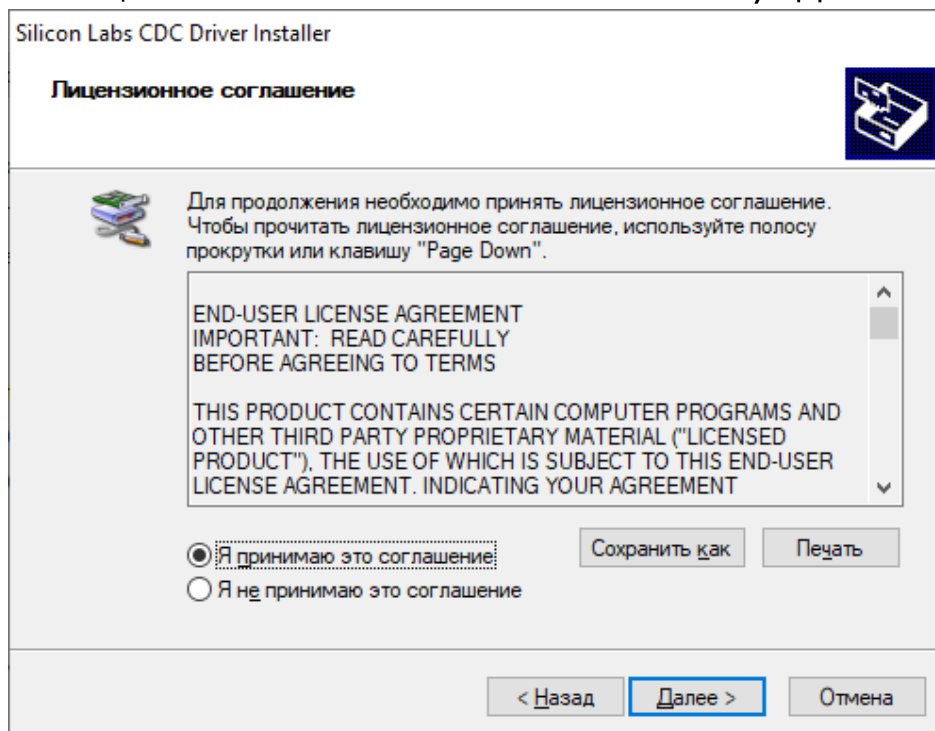 Silicon Labs CDC Driver Installer
Лицензионное соглашение
Для продолжения необходимо принять лицензионное соглашение.
Чтобы прочитать лицензионное соглашение, используйте полосу
прокрутки или клавишу "Page Down".
END-USER LICENSE AGREEMENT
IMPORTANT: READ CAREFULLY
BEFORE AGREEING TO TERMS
THIS PRODUCT CONTAINS CERTAIN COMPUTER PROGRAMS AND
OTHER THIRD PARTY PROPRIETARY MATERIAL ("LICENSED
PRODUCT"), THE USE OF WHICH IS SUBJECT TO THIS END-USER
LICENSE AGREEMENT. INDICATING YOUR AGREEMENT
Я принимаю это соглашение
Сохранить как
Печать
Я не принимаю это соглашение
< Назад
Далее >
Отмена